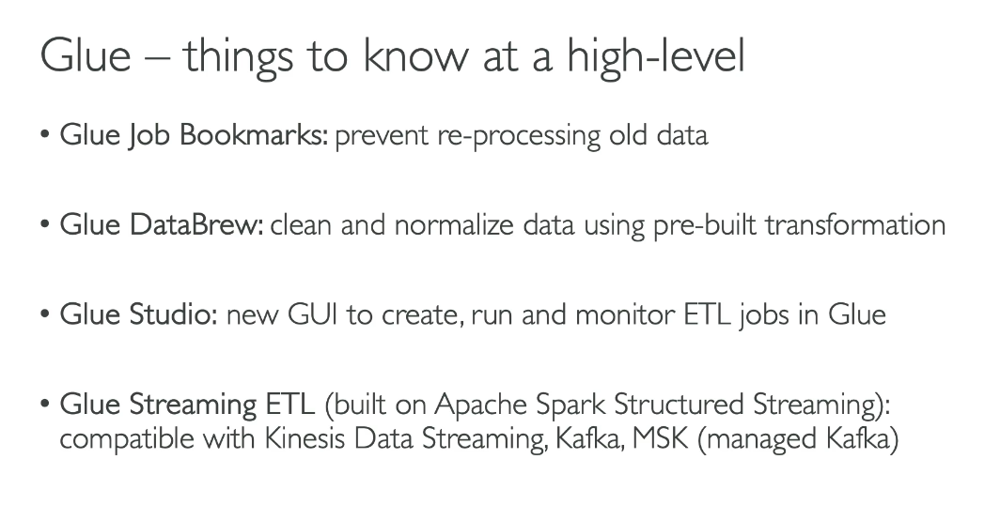 Glue – things to know at a high-level
• Glue Job Bookmarks: prevent re-processing old data
• Glue DataBrew: clean and normalize data using pre-built transformation
• Glue Studio: new GUI to create, run and monitor ETL jobs in Glue
• Glue Streaming ETL (built on Apache Spark Structured Streaming):
compatible with Kinesis Data Streaming, Kafka, MSK (managed Kafka)